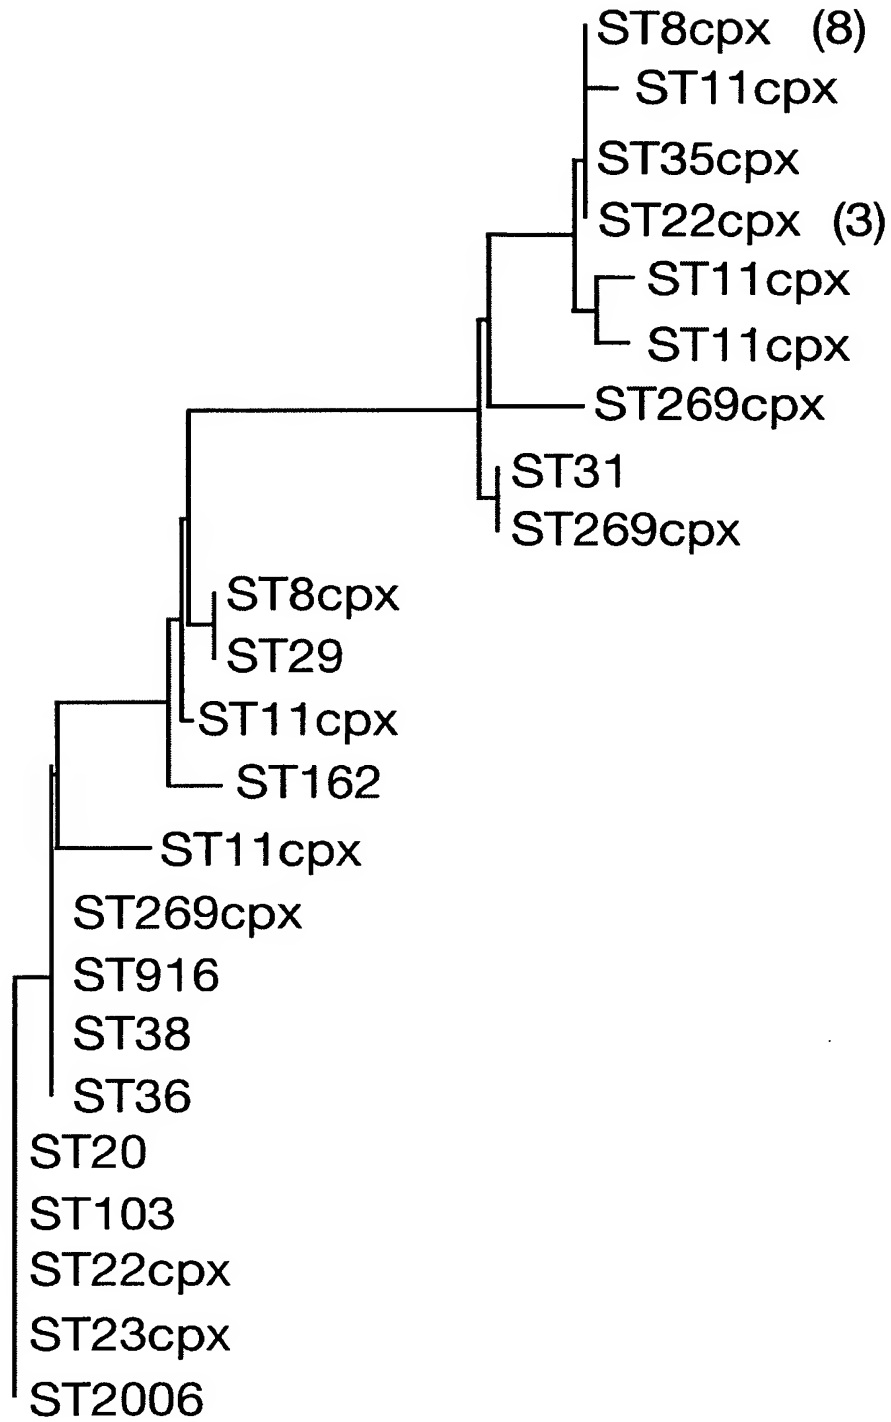 ST8cpx (8)
ST11cpx
ST35cpx
ST22cpx (3)
ST11cpx
ST11cpx
ST269cpx
ST31
ST269cpx
ST8cpx
ST29
ST11cpx
ST162
ST11cpx
ST269cpx
ST916
ST38
ST36
ST20
ST103
ST22cpx
ST23cpx
ST2006